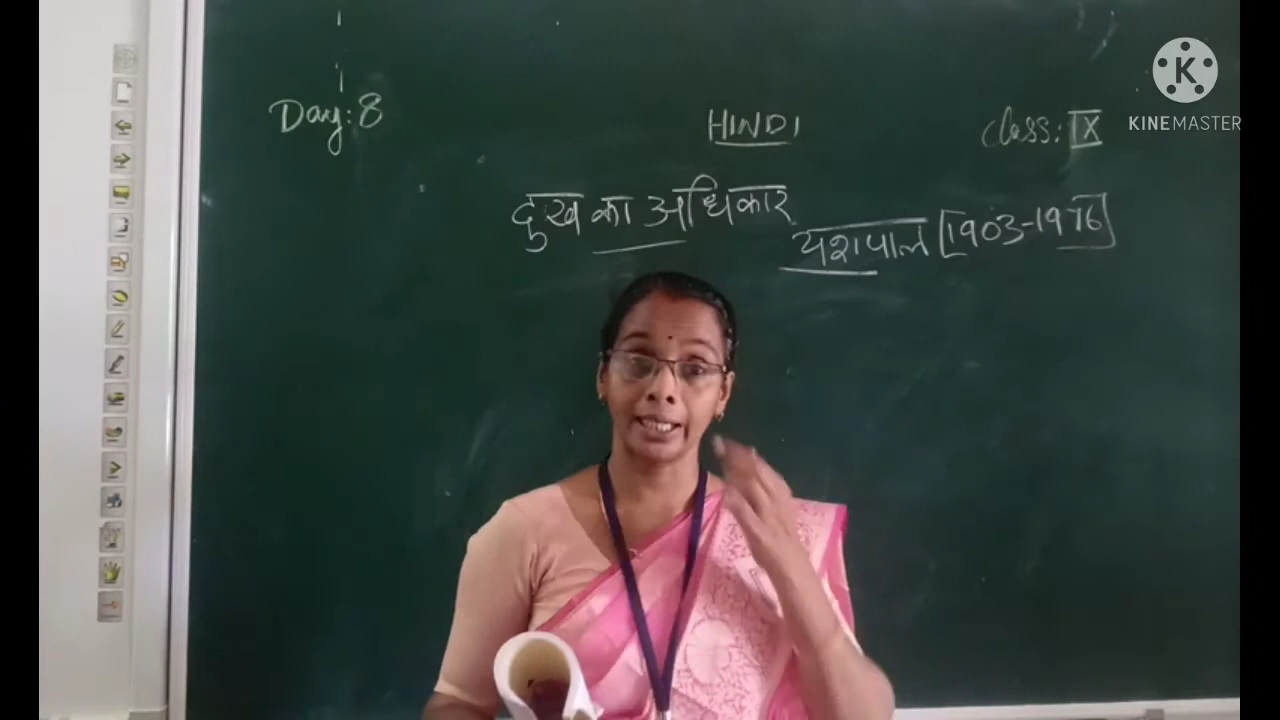 Day: 8
HINDI
Class: IX
दुख का अधिकार
यशपाल [1903-1976]
K
KINEMASTER